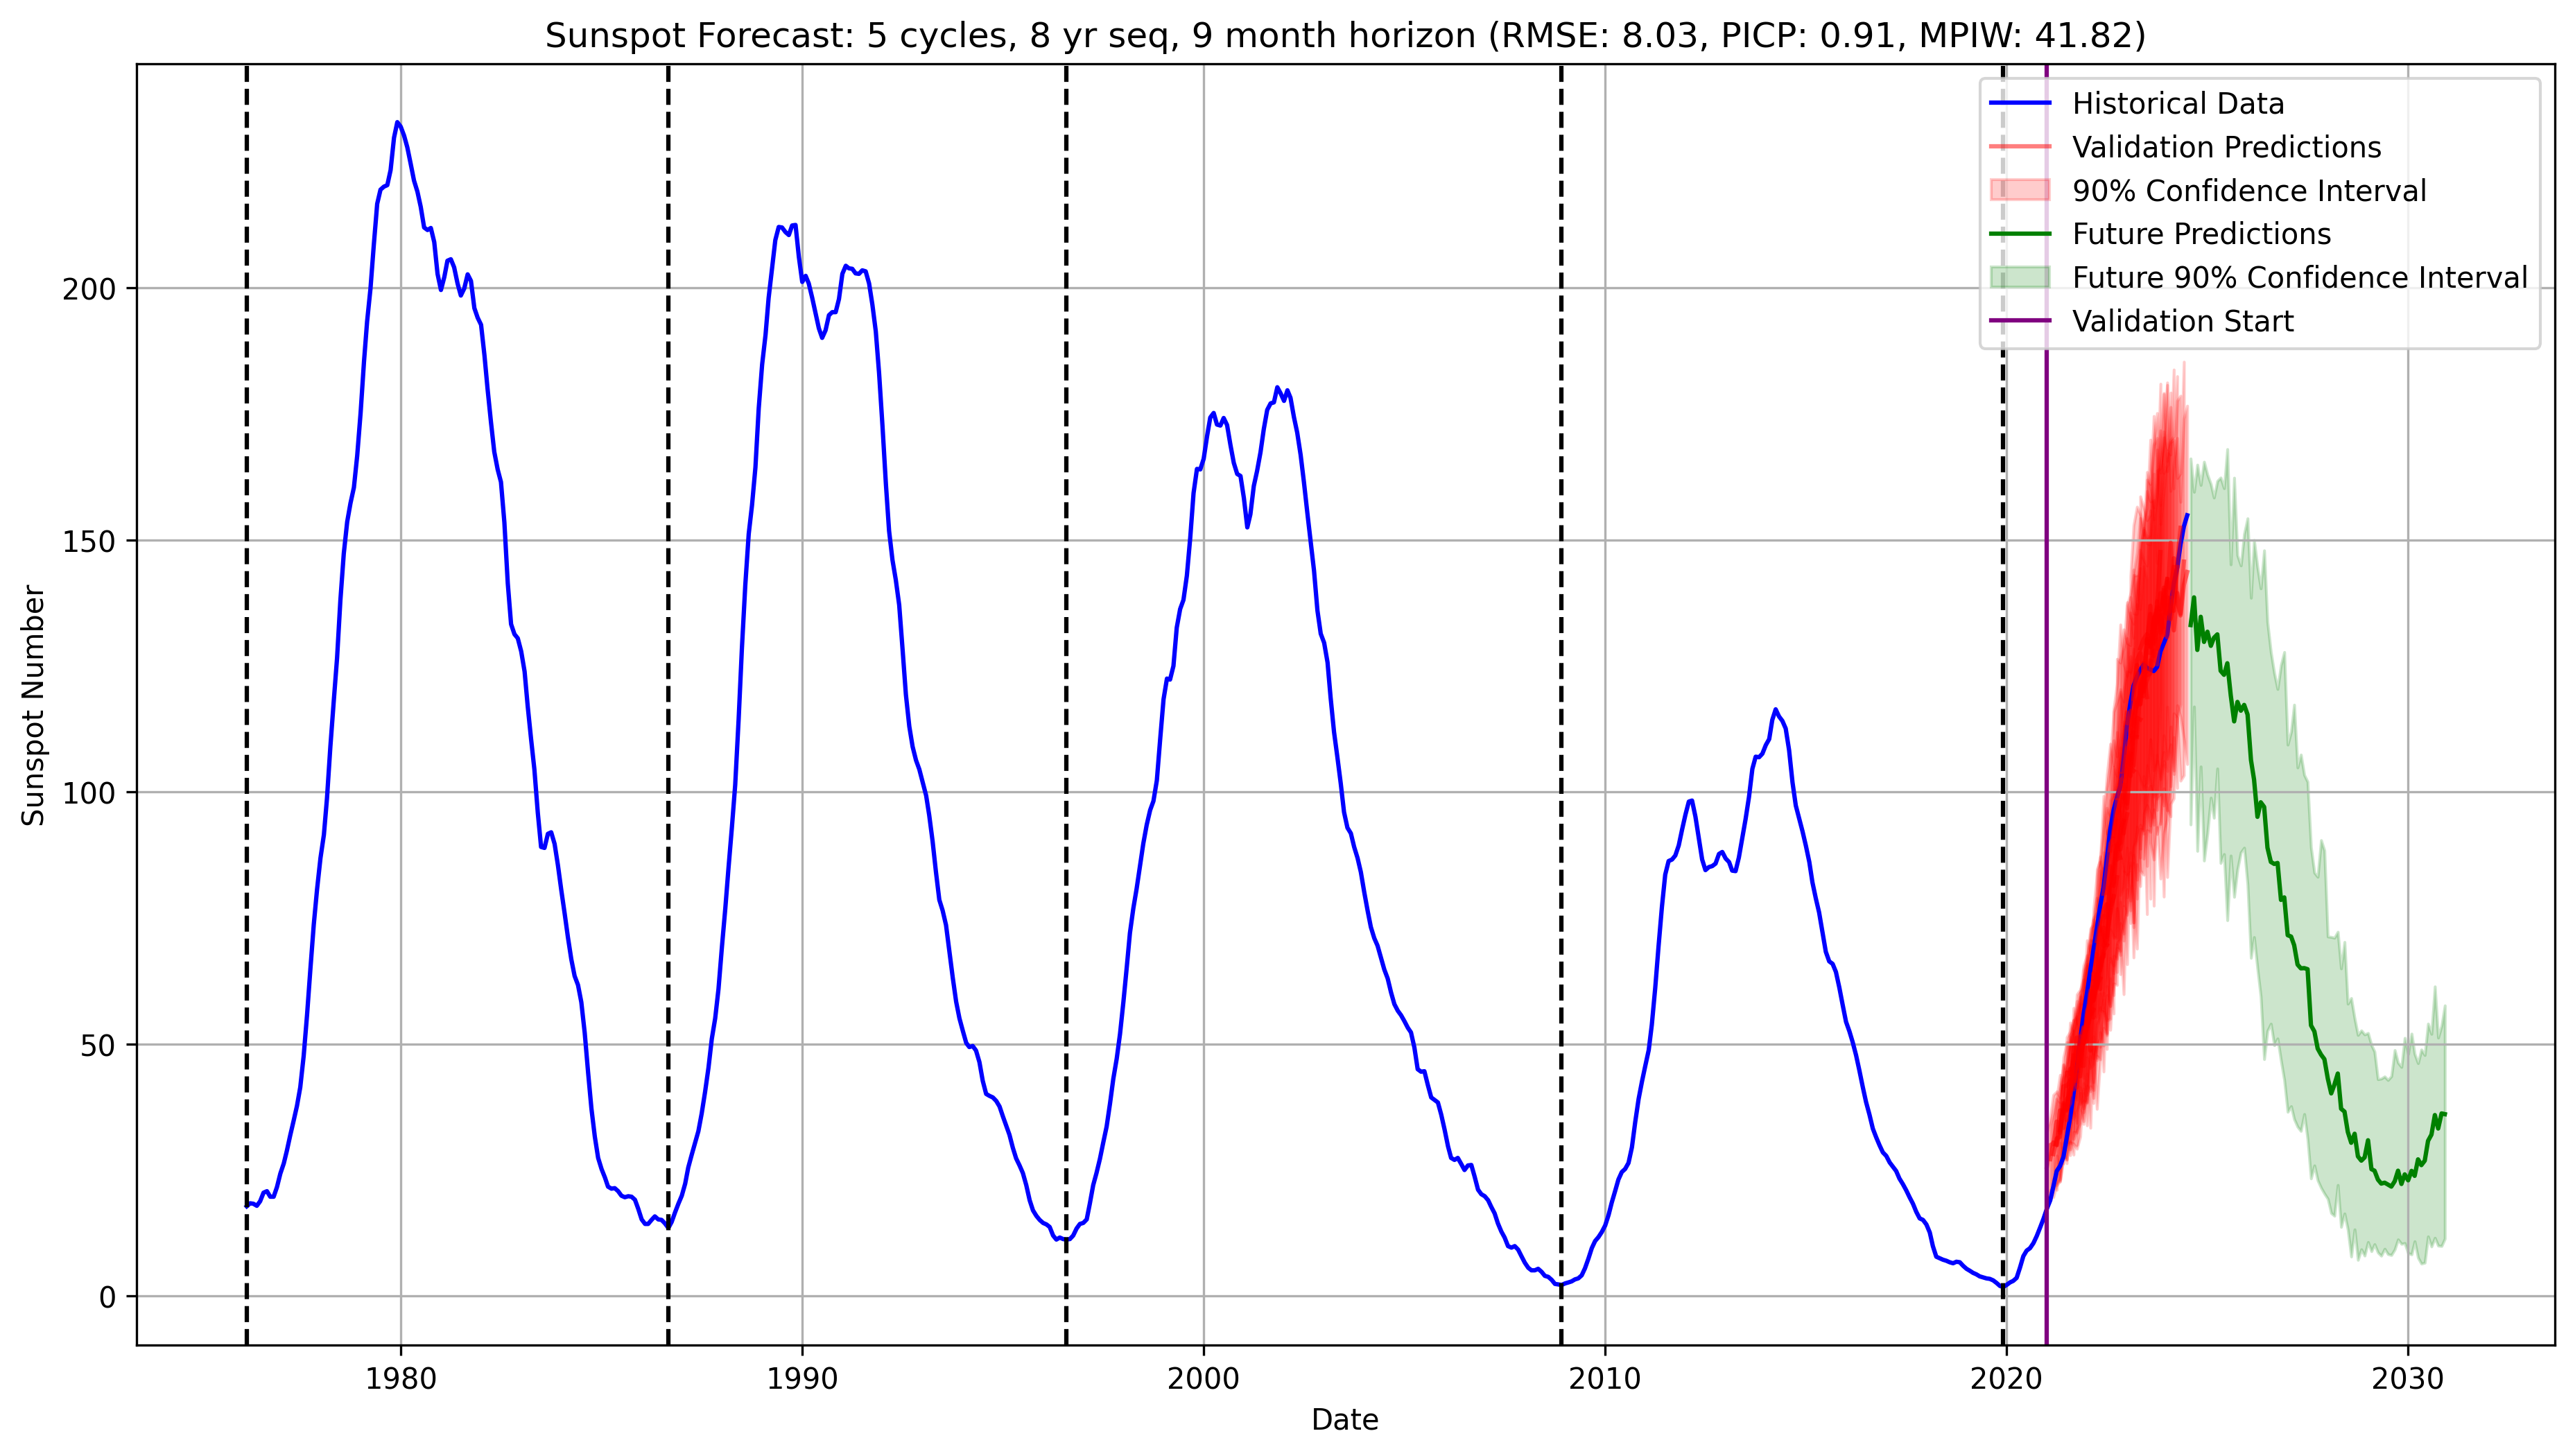 Sunspot Forecast: 5 cycles, 8 yr seq, 9 month horizon (RMSE: 8.03, PICP: 0.91, MPIW: 41.82)
Historical Data
Validation Predictions
90% Confidence Interval
Future Predictions
Future 90% Confidence Interval
Validation Start
Sunspot Number
200
150
100
50
0
1980 1990 2000 2010 2020 2030
Date